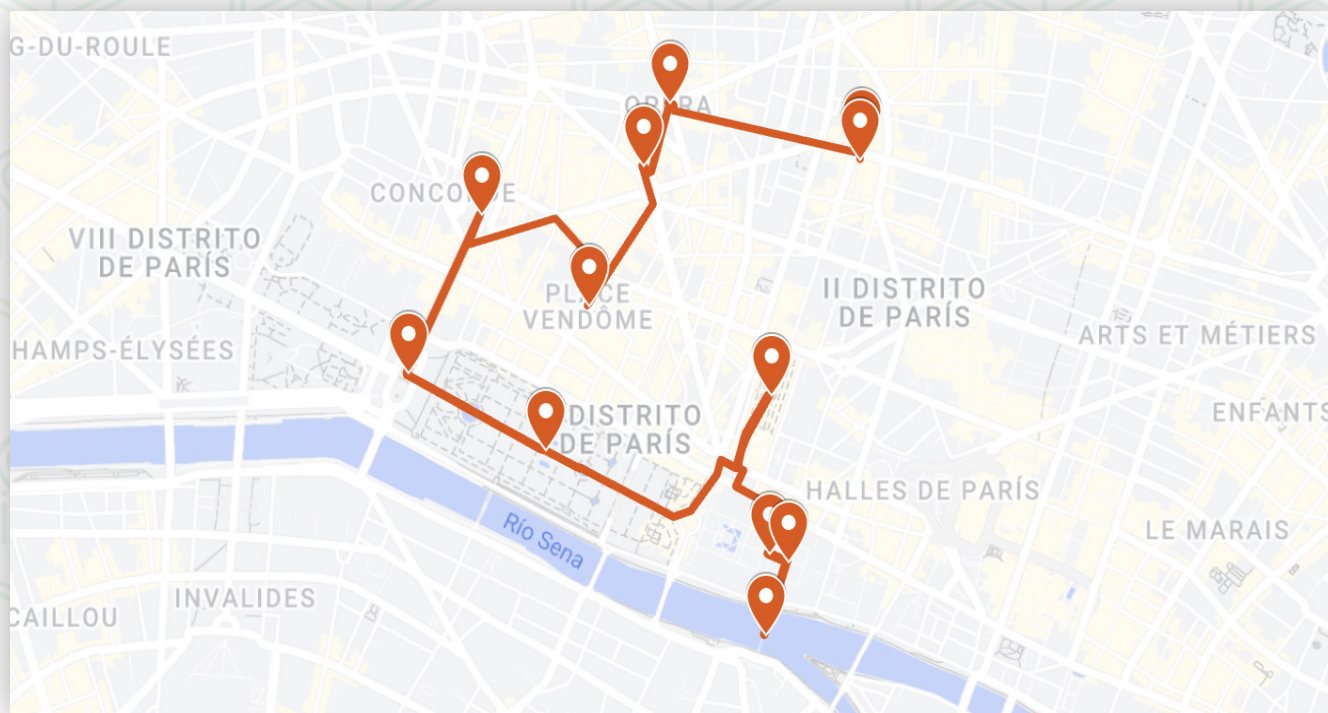 G-DU-ROULE
OPERA
CONCORDE
VIII DISTRITO
DE PARÍS
PLACE
VENDÔME
II DISTRITO
DE PARÍS
ARTS ET MÉTIERS
HAMPS-ÉLYSÉES
ENFANTS
DISTRITO
DE PARÍS
HALLES DE PARÍS
LE MARAIS
Río Sena
INVALIDES
CAILLOU